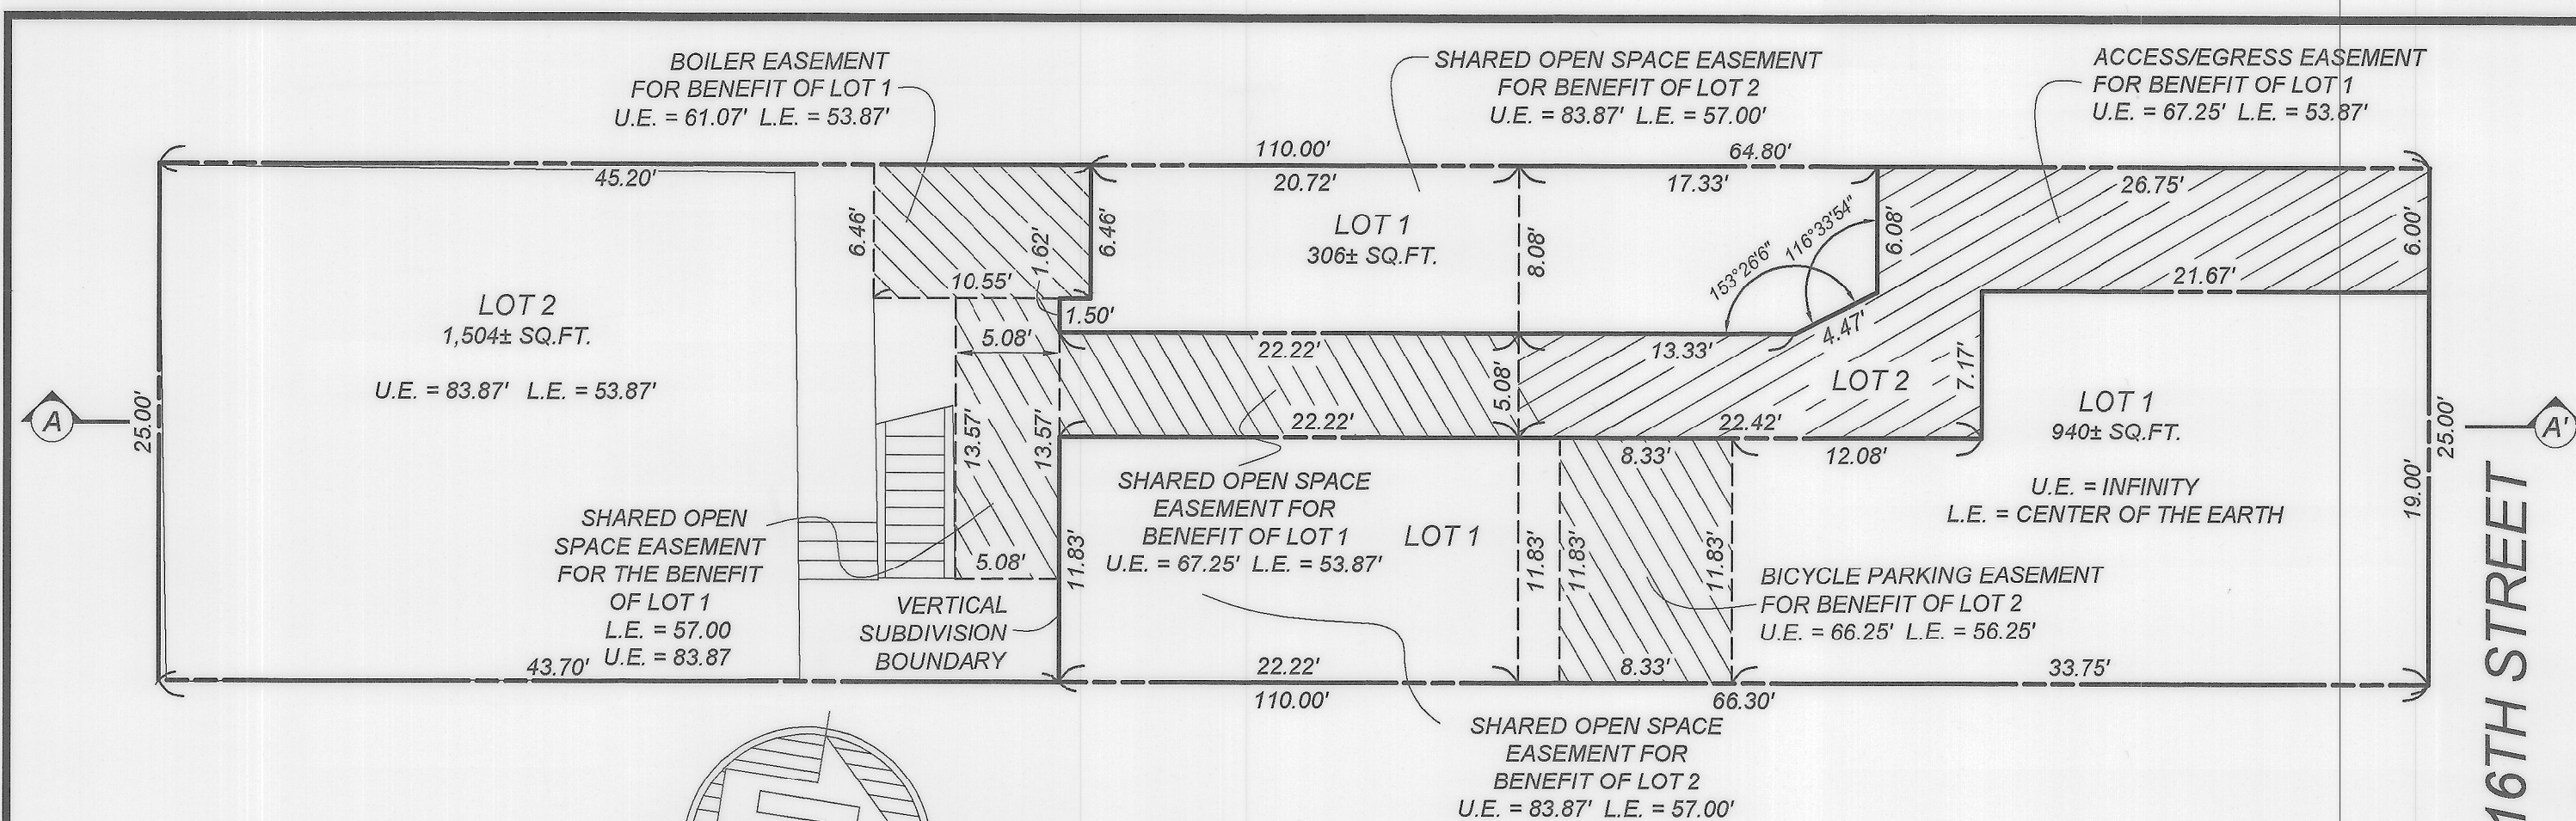 BOILER EASEMENT
FOR BENEFIT OF LOT 1
U.E. = 61.07'  L.E. = 53.87'
SHARED OPEN SPACE EASEMENT
FOR BENEFIT OF LOT 2
U.E. = 83.87'  L.E. = 57.00'
ACCESS/EGRESS EASEMENT
FOR BENEFIT OF LOT 1
U.E. = 67.25'  L.E. = 53.87'
110.00'
64.80'
45.20'
20.72'
17.33'
26.75'
6.46'
1.62'
6.46'
LOT 1
306± SQ.FT.
8.08'
153°26'6"
116°33'54"
6.08'
6.00'
10.55'
21.67'
LOT 2
1,504± SQ.FT.
1.50'
5.08'
22.22'
13.33'
4.47'
U.E. = 83.87'  L.E. = 53.87'
5.08'
LOT 2
7.17'
LOT 1
940± SQ.FT.
A
25.00'
13.57'
13.57'
22.22'
22.42'
25.00'
A'
8.33'
12.08'
SHARED OPEN SPACE
EASEMENT FOR
BENEFIT OF LOT 1
U.E. = 67.25'  L.E. = 53.87'
LOT 1
U.E. = INFINITY
L.E. = CENTER OF THE EARTH
19.00'
SHARED OPEN
SPACE EASEMENT
FOR THE BENEFIT
OF LOT 1
L.E. = 57.00
U.E. = 83.87
5.08'
11.83'
11.83'
11.83'
11.83'
BICYCLE PARKING EASEMENT
FOR BENEFIT OF LOT 2
U.E. = 66.25'  L.E. = 56.25'
VERTICAL
SUBDIVISION
BOUNDARY
43.70'
22.22'
8.33'
33.75'
110.00'
66.30'
SHARED OPEN SPACE
EASEMENT FOR
BENEFIT OF LOT 2
U.E. = 83.87'  L.E. = 57.00'
16TH STREET